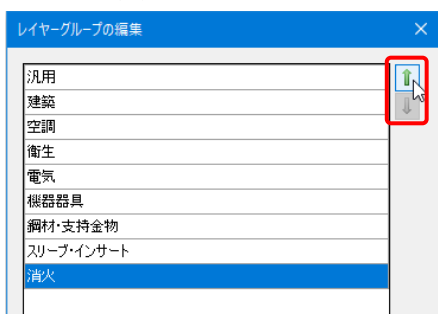 レイヤーグループの編集
汎用
建築
空調
衛生
電気
機器器具
鋼材・支持金物
スリーブ・インサート
消火